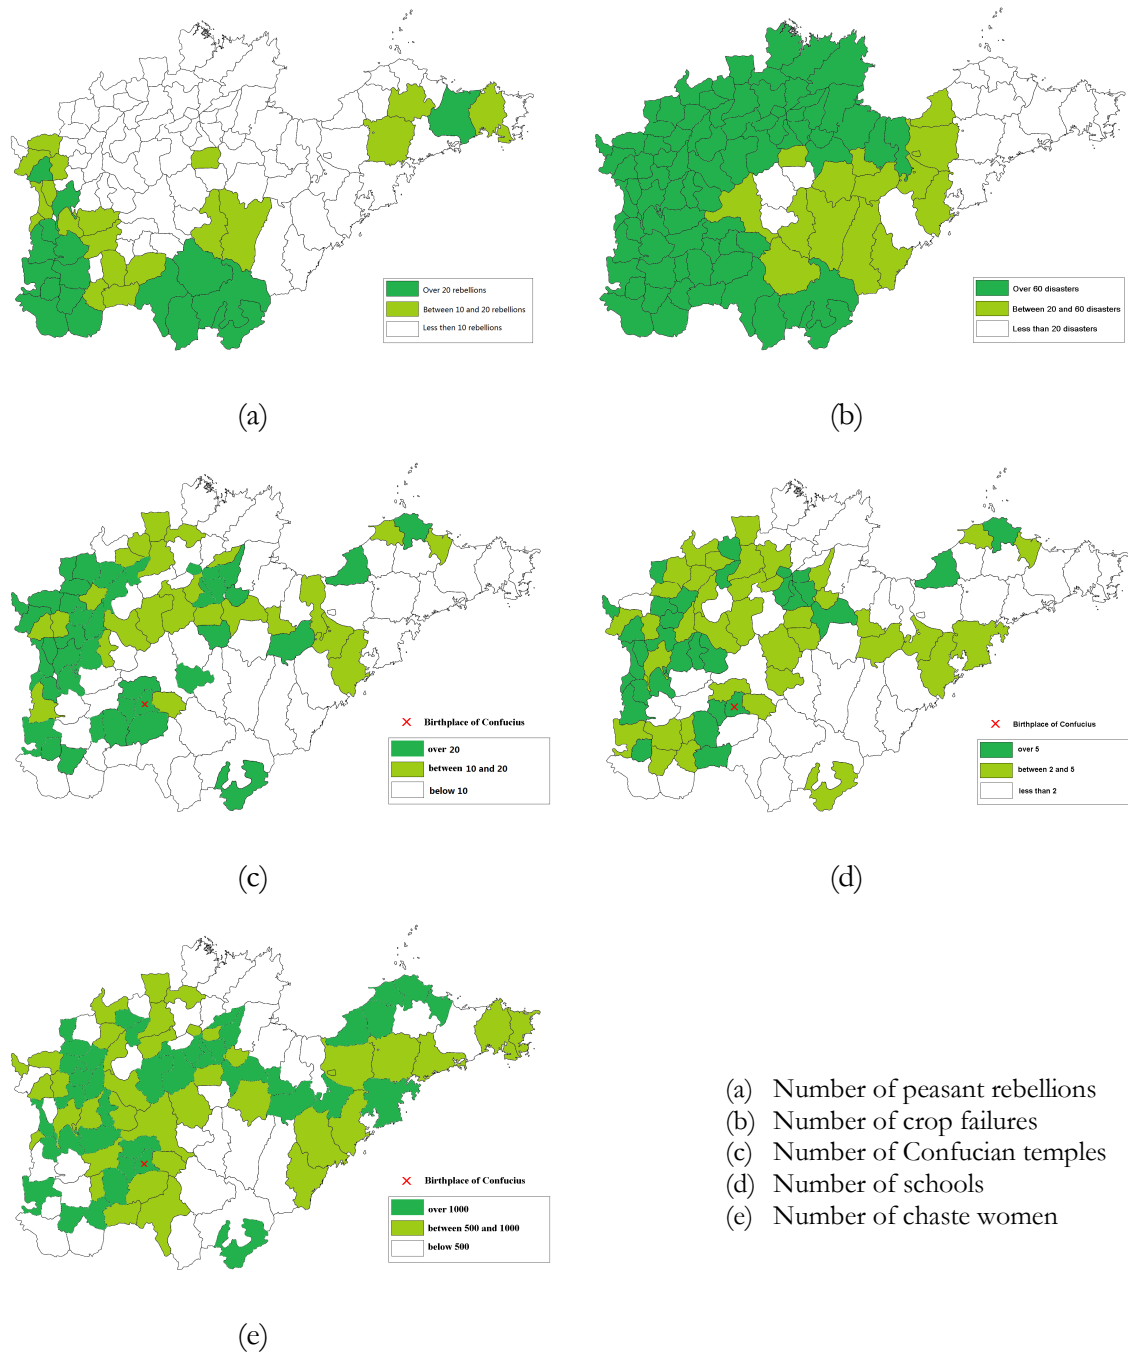 Over 20 rebellions
Between 10 and 20 rebellions
Less then 10 rebellions
(a)
Over 60 disasters
Between 20 and 60 disasters
Less than 20 disasters
(b)
Birthplace of Confucius
over 20
between 10 and 20
below 10
(c)
Birthplace of Confucius
over 5
between 2 and 5
less than 2
(d)
Birthplace of Confucius
over 1000
between 500 and 1000
below 500
(e)
(a) Number of peasant rebellions
(b) Number of crop failures
(c) Number of Confucian temples
(d) Number of schools
(e) Number of chaste women